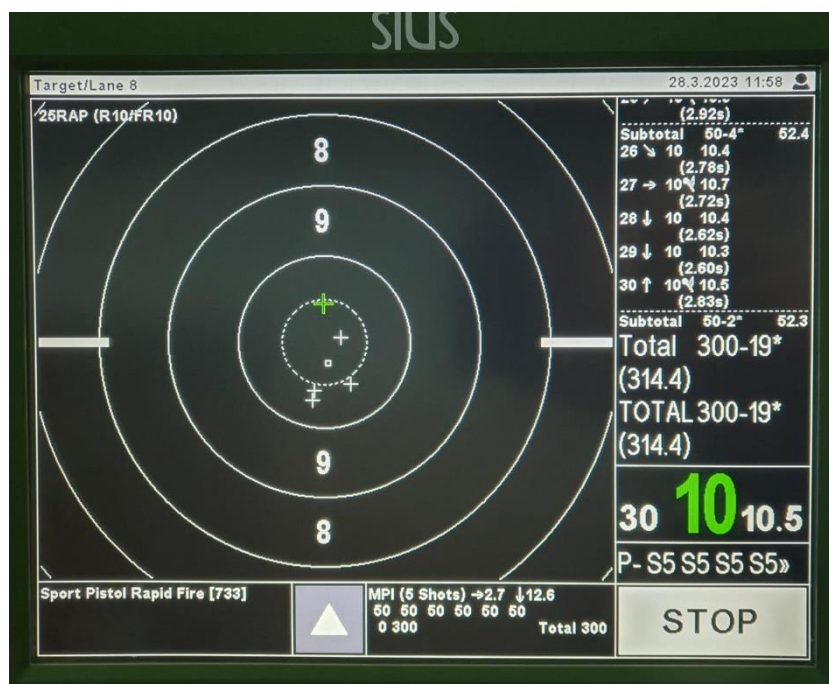 SIUS
Target/Lane 8
28.3.2023 11:58
25RAP (R10/FR10)
8
9
9
8
(2.92s)
Subtotal 50-4* 52.4
26 ↘ 10 10.4
(2.78s)
27 → 10* 10.7
(2.72s)
28 ↓ 10 10.4
(2.62s)
29 ↓ 10 10.3
(2.60s)
30 ↑ 10* 10.5
(2.83s)
Subtotal 50-2* 52.3
Total 300-19*
(314.4)
TOTAL 300-19*
(314.4)
30 10 10.5
P- S5 S5 S5 S5»
Sport Pistol Rapid Fire [733]
MPI (5 Shots) →2.7 ↓12.6
50 50 50 50 50 50
0 300 Total 300
STOP